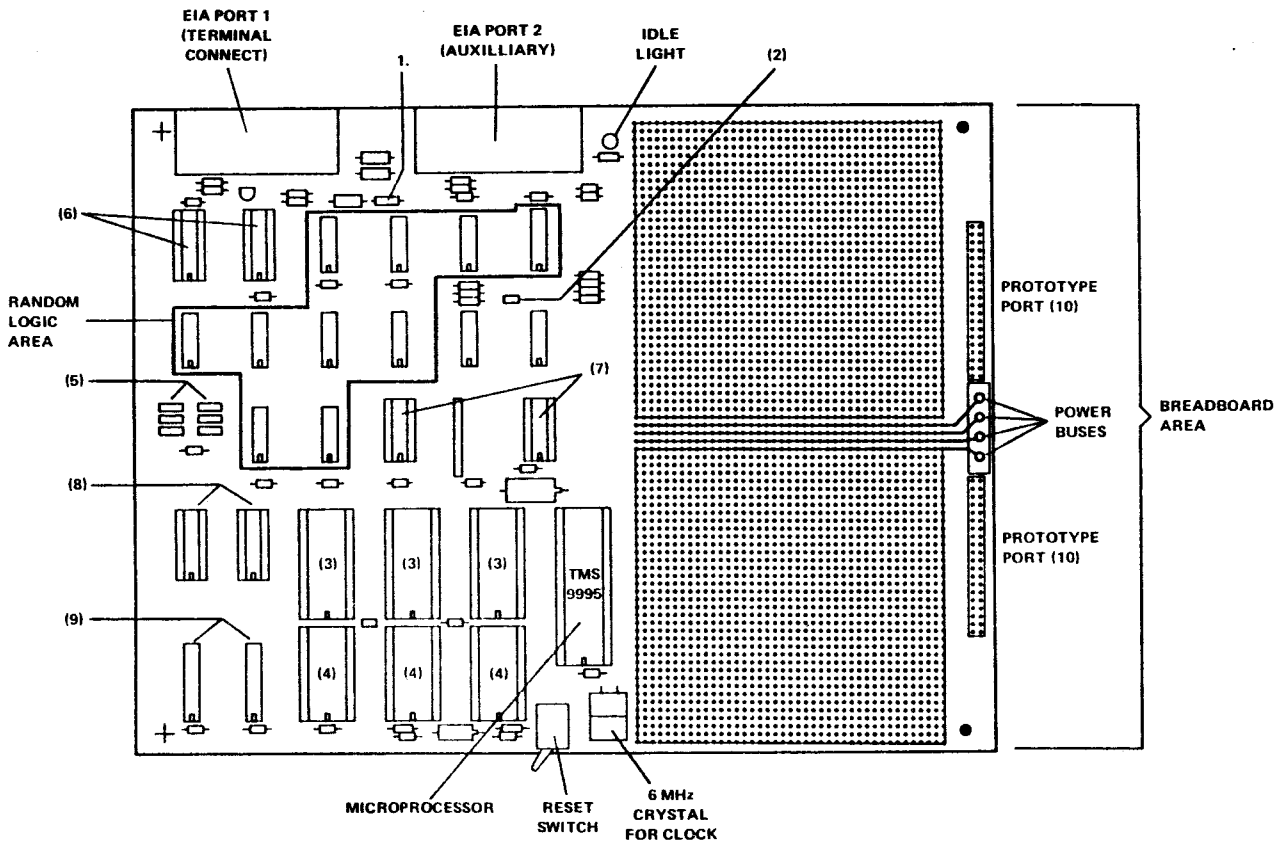 EIA PORT 1
(TERMINAL
CONNECT)
EIA PORT 2
(AUXILLIARY)
IDLE
LIGHT
1.
(2)
(6)
RANDOM
LOGIC
AREA
(5)
(7)
(8)
(9)
(3)
(3)
(3)
TMS
9995
(4)
(4)
(4)
PROTOTYPE
PORT (10)
POWER
BUSES
BREADBOARD
AREA
PROTOTYPE
PORT (10)
MICROPROCESSOR
RESET
SWITCH
6 MHz
CRYSTAL
FOR CLOCK